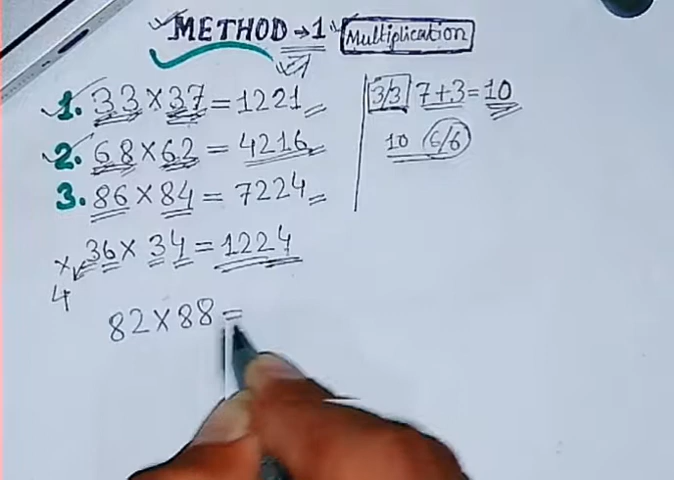 METHOD → 1 Multiplication
1. 33 × 37 = 1221
3/3 7+3=10
2. 68 × 62 = 4216
10 6/6
3. 86 × 84 = 7224
× 36 × 34 = 1224
4
82 × 88 =